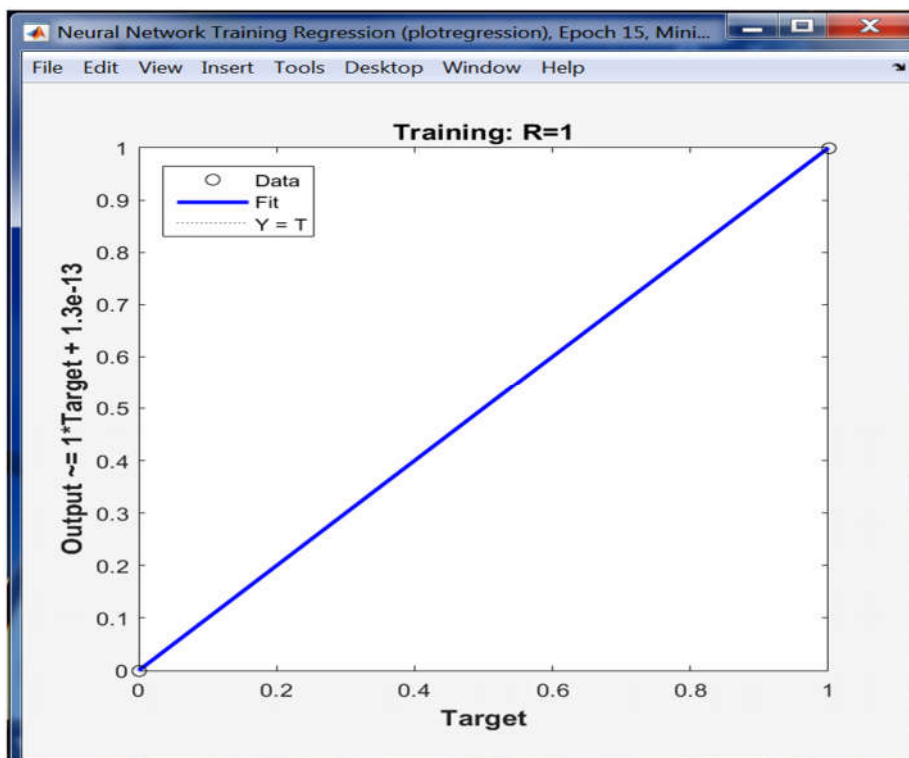 Neural Network Training Regression (plotregression), Epoch 15, Mini...
File Edit View Insert Tools Desktop Window Help
Training: R=1
Data
Fit
Y = T
Output ~= 1*Target + 1.3e-13
1
0.9
0.8
0.7
0.6
0.5
0.4
0.3
0.2
0.1
0
0 0.2 0.4 0.6 0.8 1
Target